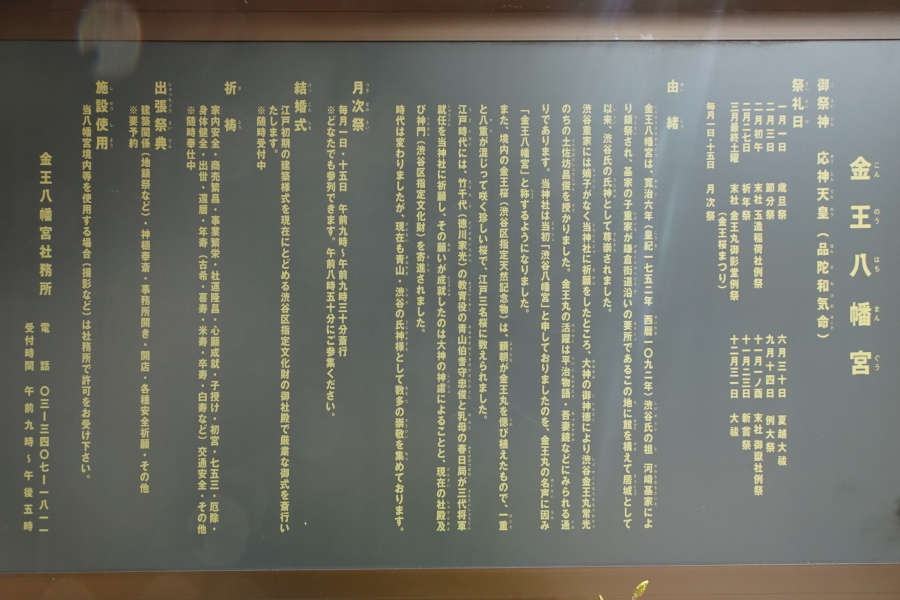 金王八幡宮
御祭神 応神天皇(品陀和気命)
祭礼日
一月一日 歳旦祭
二月三日 節分祭
二月初午 末社 玉造稲荷社例祭
二月二七日 祈年祭
三月最終土曜 末社 金王丸御影堂例祭
(金王桜まつり)
毎月一日・十五日 月次祭
六月三十日 夏越大祓
九月十四日 例大祭
十一月ノ酉 末社 御嶽社例祭
十一月二三日 新嘗祭
十二月三一日 大祓
由緒
金王八幡宮は、寛治六年(皇紀一七五二年 西暦一〇九二年)渋谷氏の祖 河崎基家によ
り創祭され、基家の子重家が鎌倉街道沿いの要所であるこの地に館を構えて居城として
以来、渋谷氏の氏神として尊崇されました。
渋谷重家には嫡子がなく当神社に祈願をしたところ、大神の御神徳により渋谷金王丸常光
のちの土佐坊昌俊を授かりました。金王丸の活躍は平治物語・吾妻鏡などにみられる通
りであります。当神社は当初「渋谷八幡宮」と申しておりましたのを、金王丸の名声に因み
「金王八幡宮」と称するようになりました。
また、境内の金王桜(渋谷区指定天然記念物)は、頼朝が金王丸を偲び植えたもので、一重
と八重が混じって咲く珍しい桜で、江戸三名桜に数えられました。
江戸時代には、竹千代(徳川家光)の教育役の青山伯耆守忠俊と乳母の春日局が三代将軍
就任を当神社に祈願し、その願いが成就したのは大神の神慮によることと、現在の社殿及
び神門(渋谷区指定文化財)を寄進されました。
時代は変わりましたが、現在も青山・渋谷の氏神様として数多の崇敬を集めております。
月次祭
毎月一日・十五日 午前九時〜午前九時三十分斎行
※どなたでも参列できます。午前八時五十分にご参集ください。
結婚式
江戸初期の建築様式を現在にとどめる渋谷区指定文化財の御社殿で厳粛な御式を斎行い
たします。
※随時受付中
祈祷
家内安全・商売繁昌・事業繁栄・社運隆昌・心願成就・子授け・初宮・七五三・厄除・
身体健全・出世・還暦・年寿(古希・喜寿・米寿・卒寿・白寿など)交通安全・その他
※随時奉仕中
出張祭典
建築関係(地鎮祭など)・神棚奉斎・事務所開き・開店・各種安全祈願・その他
※要予約
施設使用
当八幡宮境内等を使用する場合(撮影など)は社務所で許可をお受け下さい。
金王八幡宮社務所 電話 〇三-三四〇七-一八一一
受付時間 午前九時〜午後五時